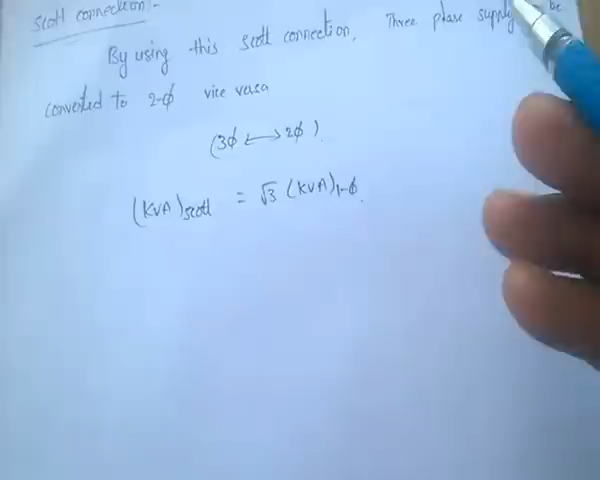 Scott connection:-
By using this scott connection, Three phase supply be
converted to 2-ϕ vice versa
(3ϕ ⟷ 2ϕ).
(KVA)scott = √3 (KVA)1-ϕ.